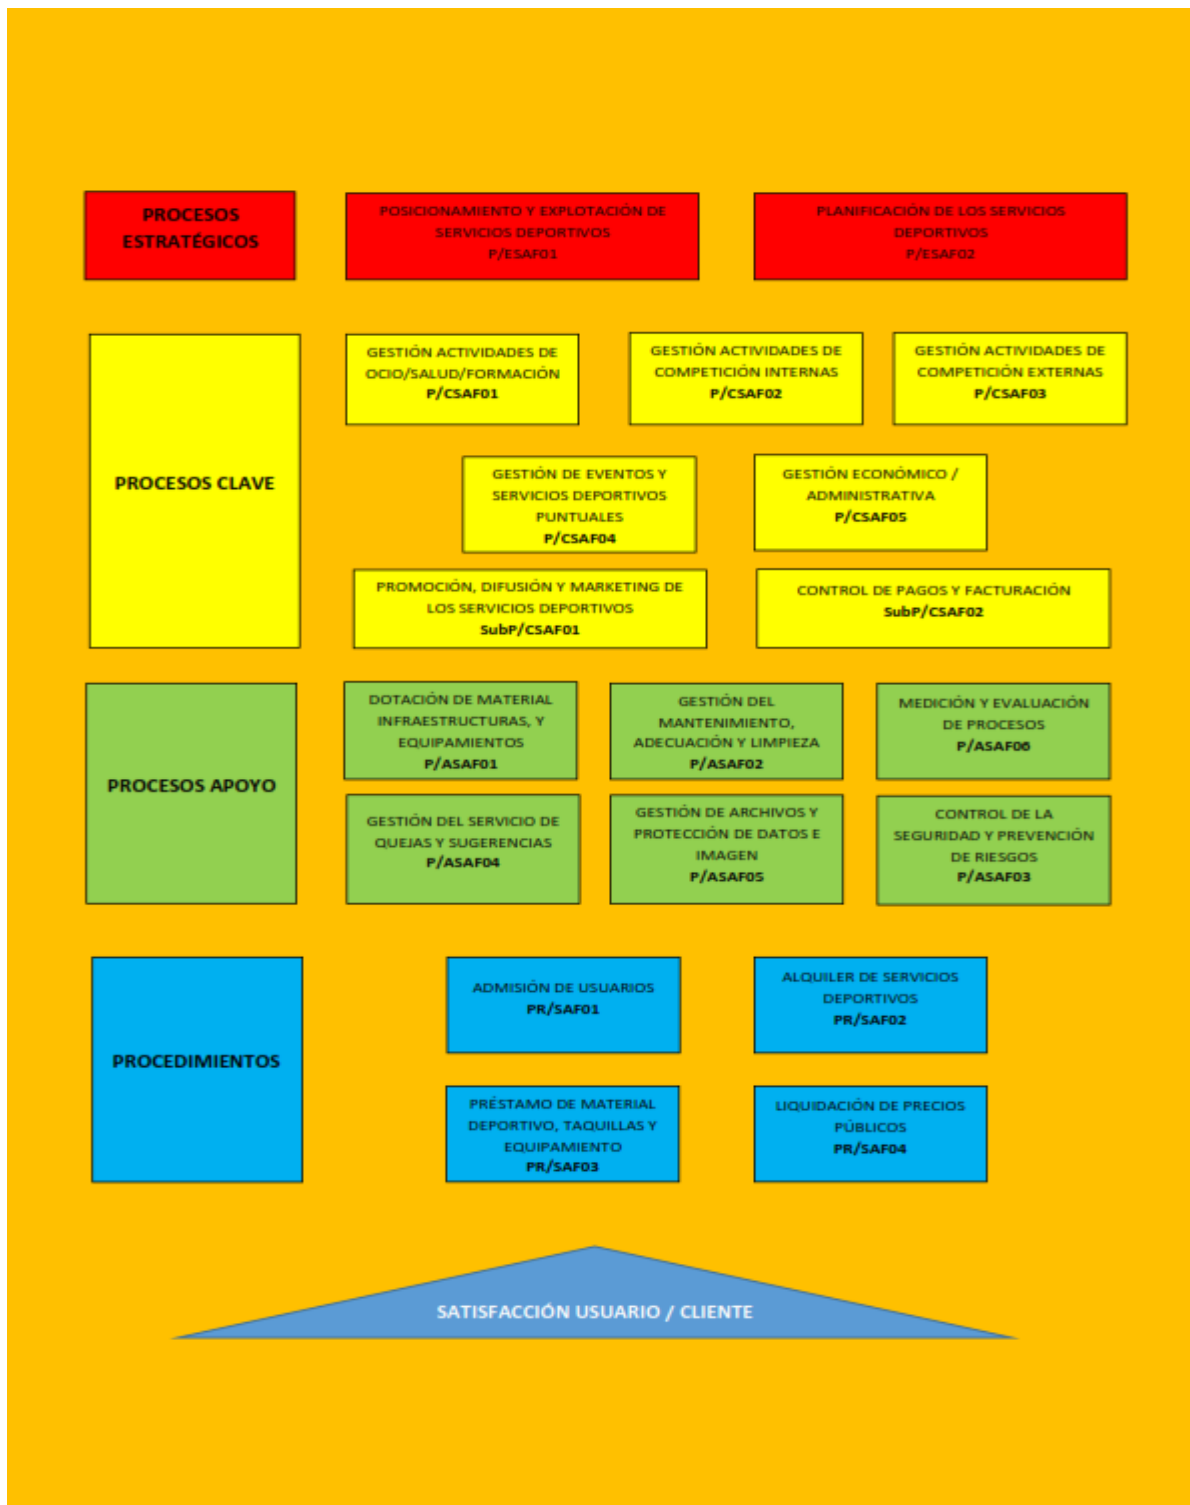 PROCESOS
ESTRATÉGICOS
POSICIONAMIENTO Y EXPLOTACIÓN DE
SERVICIOS DEPORTIVOS
P/ESAF01
PLANIFICACIÓN DE LOS SERVICIOS
DEPORTIVOS
P/ESAF02
PROCESOS CLAVE
GESTIÓN ACTIVIDADES DE
OCIO/SALUD/FORMACIÓN
P/CSAF01
GESTIÓN ACTIVIDADES DE
COMPETICIÓN INTERNAS
P/CSAF02
GESTIÓN ACTIVIDADES DE
COMPETICIÓN EXTERNAS
P/CSAF03
GESTIÓN DE EVENTOS Y
SERVICIOS DEPORTIVOS
PUNTUALES
P/CSAF04
GESTIÓN ECONÓMICO /
ADMINISTRATIVA
P/CSAF05
PROMOCIÓN, DIFUSIÓN Y MARKETING DE
LOS SERVICIOS DEPORTIVOS
SubP/CSAF01
CONTROL DE PAGOS Y FACTURACIÓN
SubP/CSAF02
PROCESOS APOYO
DOTACIÓN DE MATERIAL
INFRAESTRUCTURAS, Y
EQUIPAMIENTOS
P/ASAF01
GESTIÓN DEL
MANTENIMIENTO,
ADECUACIÓN Y LIMPIEZA
P/ASAF02
MEDICIÓN Y EVALUACIÓN
DE PROCESOS
P/ASAF06
GESTIÓN DEL SERVICIO DE
QUEJAS Y SUGERENCIAS
P/ASAF04
GESTIÓN DE ARCHIVOS Y
PROTECCIÓN DE DATOS E
IMAGEN
P/ASAF05
CONTROL DE LA
SEGURIDAD Y PREVENCIÓN
DE RIESGOS
P/ASAF03
PROCEDIMIENTOS
ADMISIÓN DE USUARIOS
PR/SAF01
ALQUILER DE SERVICIOS
DEPORTIVOS
PR/SAF02
PRÉSTAMO DE MATERIAL
DEPORTIVO, TAQUILLAS Y
EQUIPAMIENTO
PR/SAF03
LIQUIDACIÓN DE PRECIOS
PÚBLICOS
PR/SAF04
SATISFACCIÓN USUARIO / CLIENTE